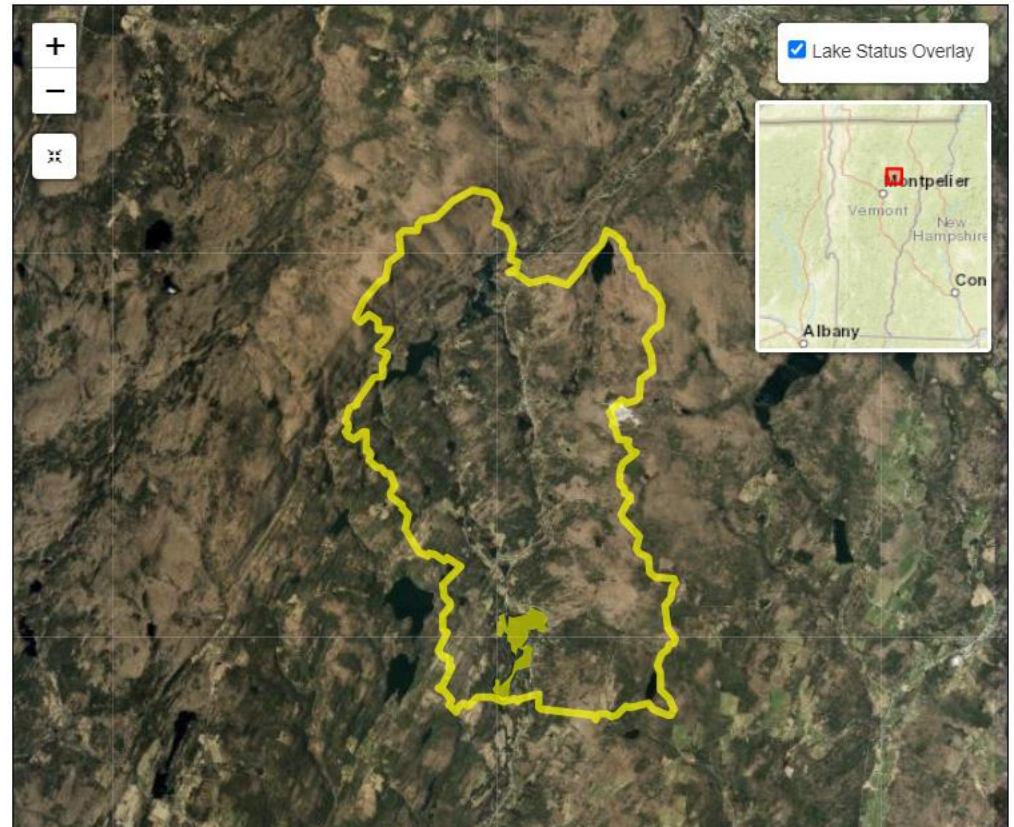 +
−
Lake Status Overlay
Montpelier
Vermont
New
Hampshire
Con
Albany